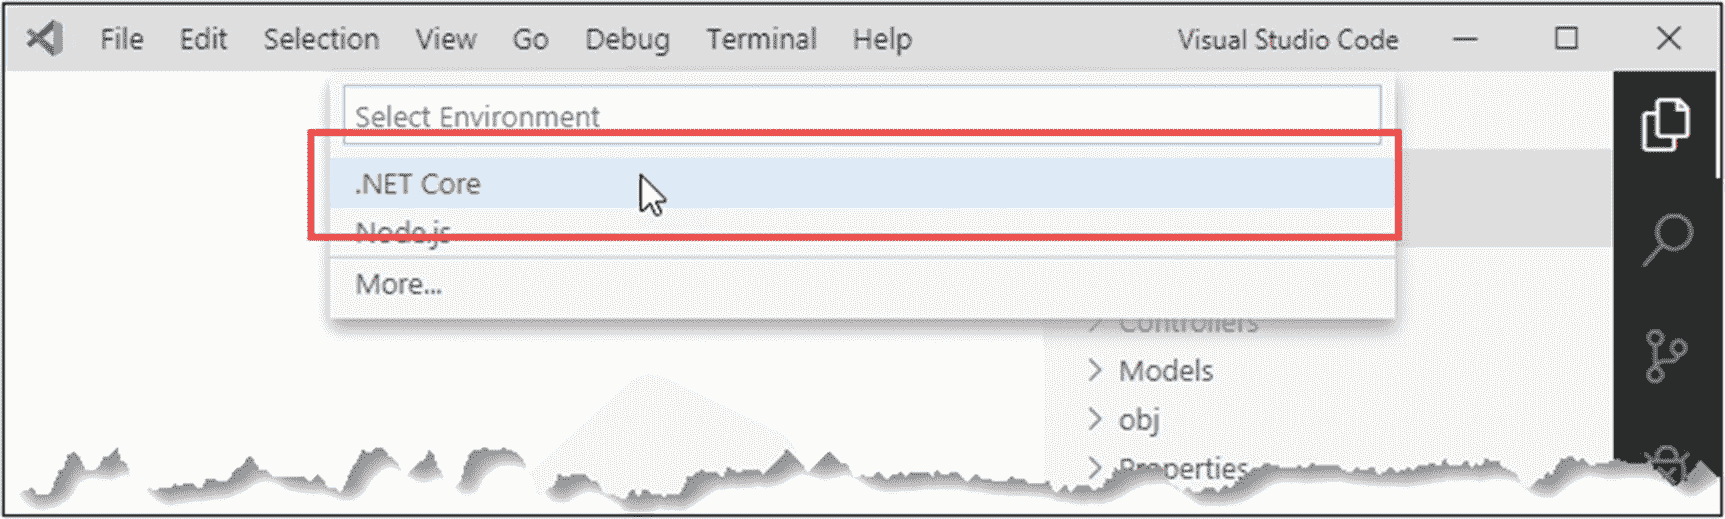 File Edit Selection View Go Debug Terminal Help Visual Studio Code
Select Environment
.NET Core
Node.js
More...
Controllers
Models
obj
Properties